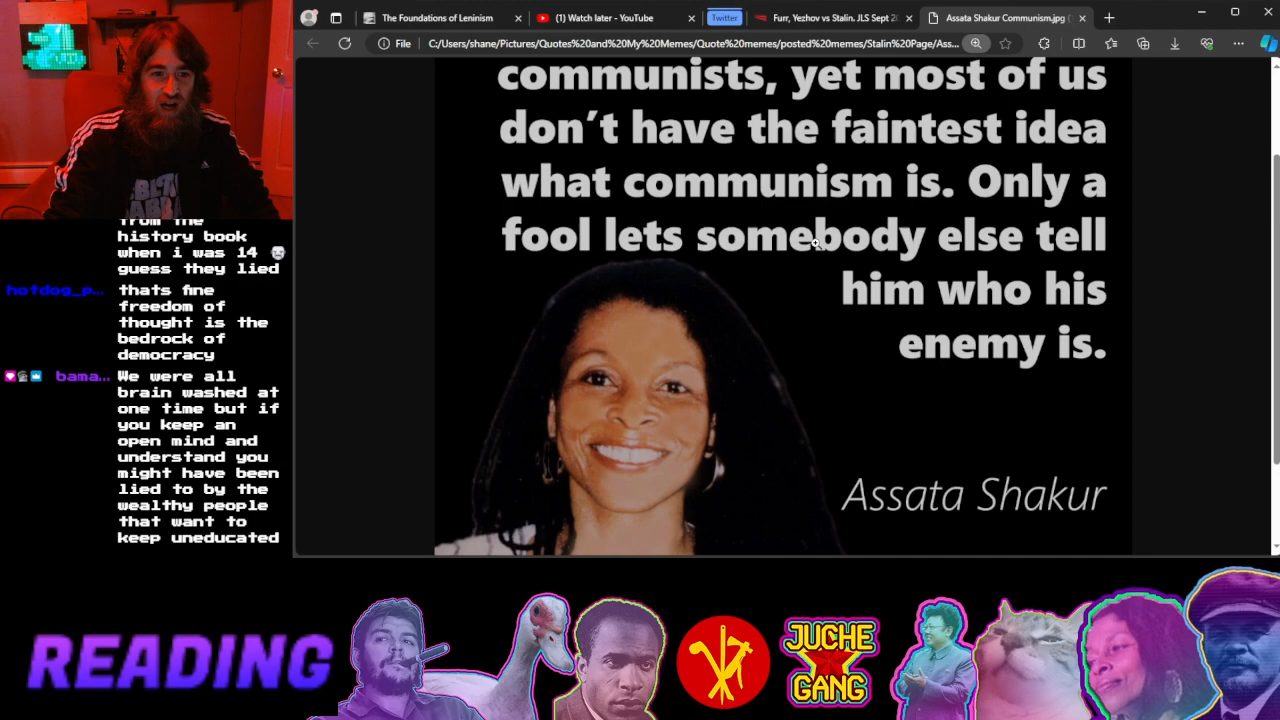 The Foundations of Leninism
(1) Watch later - YouTube
Twitter
Furr, Yezhov vs Stalin. JLS Sept 20
Assata Shakur Communism.jpg (
File
C:/Users/shane/Pictures/Quotes%20and%20My%20Memes/Quote%20memes/posted%20memes/Stalin%20Page/Ass...
communists, yet most of us
don't have the faintest idea
what communism is. Only a
fool lets somebody else tell
him who his
enemy is.
Assata Shakur
from the
history book
when i was 14
guess they lied
hotdog_p... thats fine
freedom of
thought is the
bedrock of
democracy
bama... We were all
brain washed at
one time but if
you keep an
open mind and
understand you
might have been
lied to by the
wealthy people
that want to
keep uneducated
READING
JUCHE
GANG